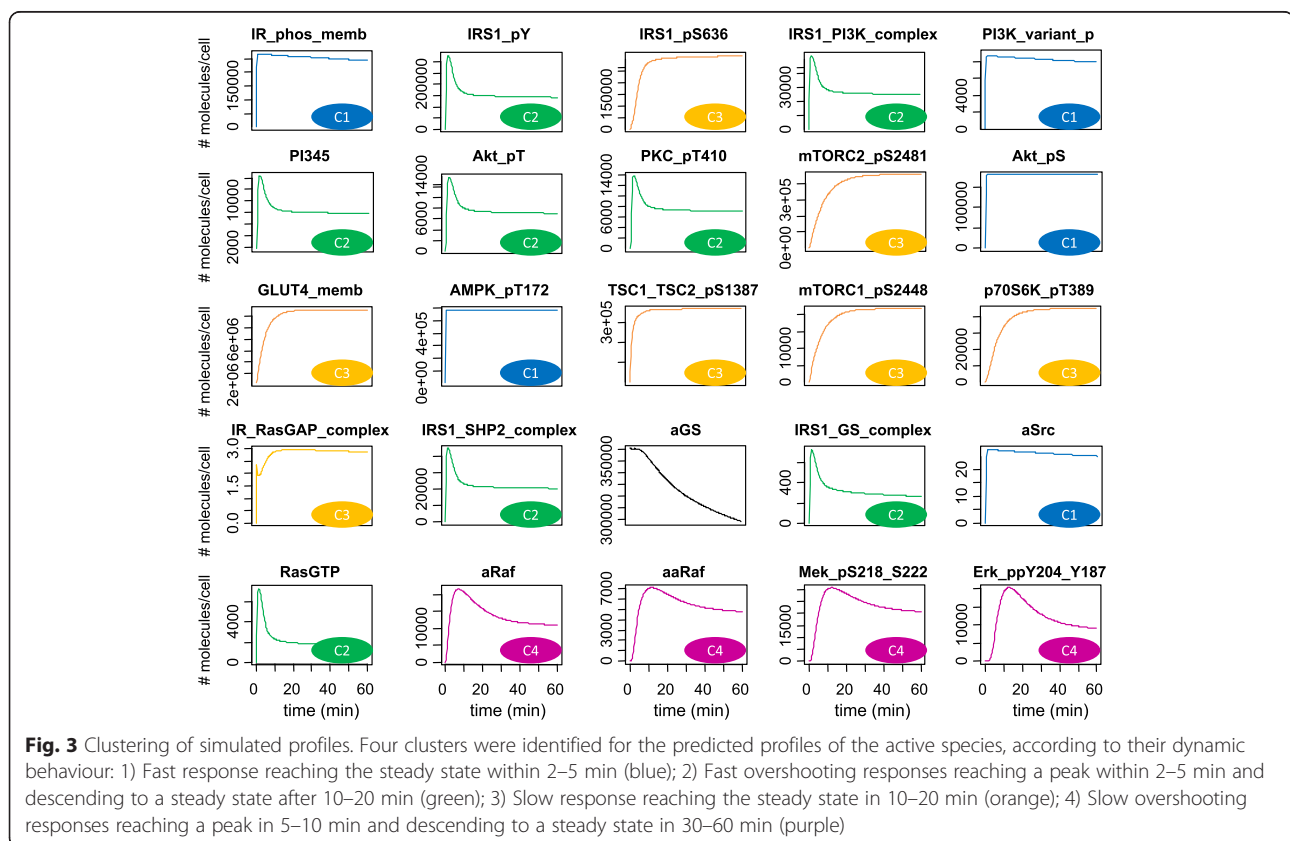 IR_phos_memb IRS1_pY IRS1_pS636 IRS1_PI3K_complex PI3K_variant_p
# molecules/cell
0 150000
C1
0 200000
C2
0 150000
C3
0 30000
C2
0 4000
C1
PI345 Akt_pT PKC_pT410 mTORC2_pS2481 Akt_pS
# molecules/cell
2000 10000
C2
0 6000 14000
C2
0 6000 14000
C2
0e+00 3e+05
C3
0 100000
C1
GLUT4_memb AMPK_pT172 TSC1_TSC2_pS1387 mTORC1_pS2448 p70S6K_pT389
# molecules/cell
2e+06 6e+06
C3
0e+00 4e+05
C1
3e+05
C3
0 10000
C3
0 20000
C3
IR_RasGAP_complex IRS1_SHP2_complex aGS IRS1_GS_complex aSrc
# molecules/cell
0.0 1.5 3.0
C3
0 20000
C2
300000 350000
0 400
C2
0 10 20
C1
RasGTP aRaf aaRaf Mek_pS218_S222 Erk_ppY204_Y187
# molecules/cell
0 4000
C2
0 10000
C4
0 3000 7000
C4
0 15000
C4
0 10000
C4
0 20 40 60 0 20 40 60 0 20 40 60 0 20 40 60 0 20 40 60
time (min) time (min) time (min) time (min) time (min)
Fig. 3 Clustering of simulated profiles. Four clusters were identified for the predicted profiles of the active species, according to their dynamic
behaviour: 1) Fast response reaching the steady state within 2–5 min (blue); 2) Fast overshooting responses reaching a peak within 2–5 min and
descending to a steady state after 10–20 min (green); 3) Slow response reaching the steady state in 10–20 min (orange); 4) Slow overshooting
responses reaching a peak in 5–10 min and descending to a steady state in 30–60 min (purple)